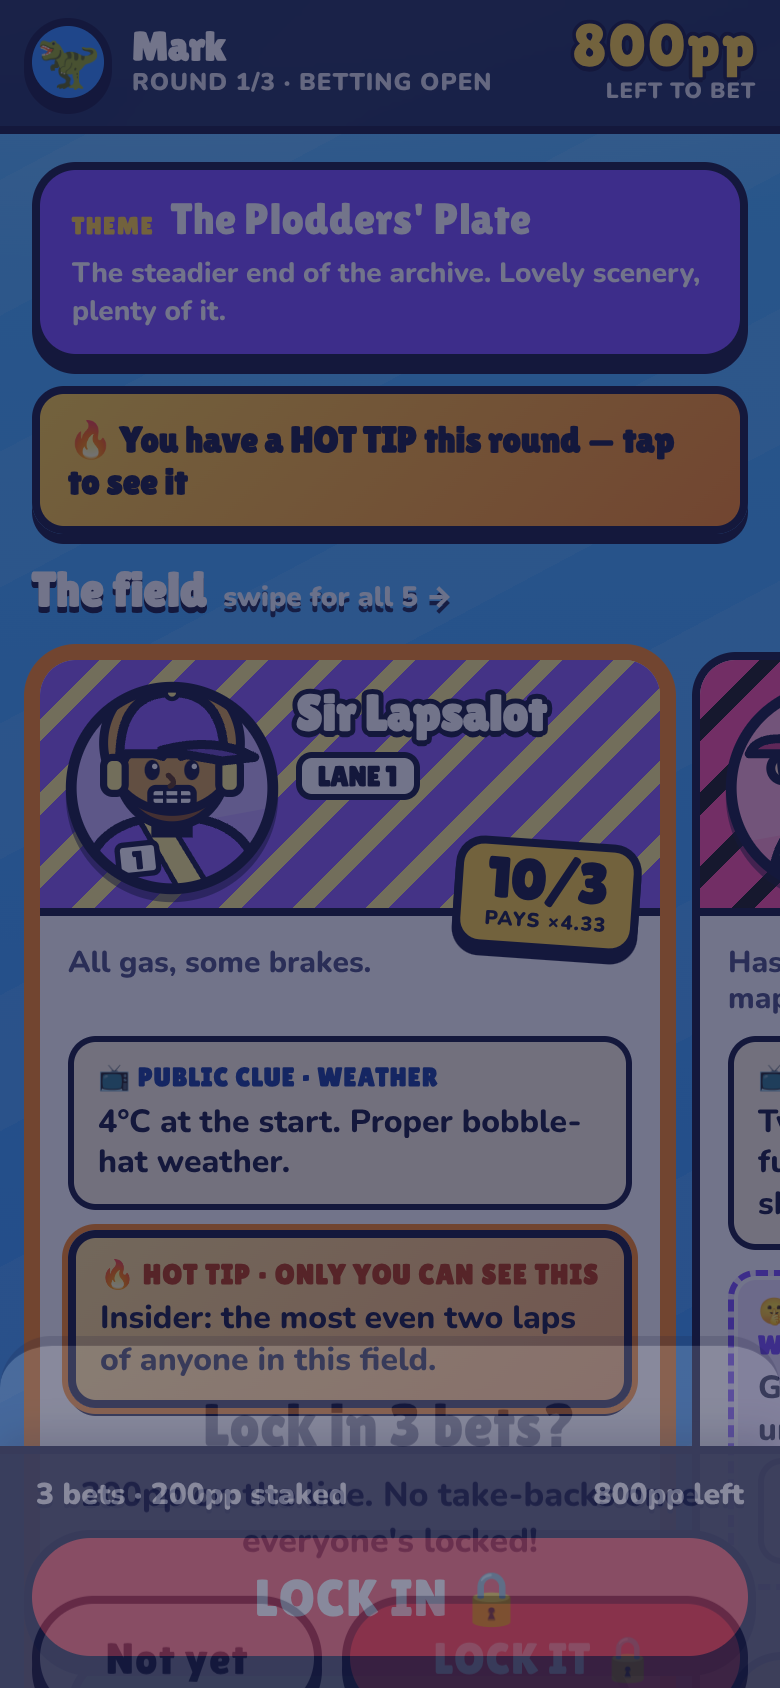 Mark
ROUND 1/3 · BETTING OPEN
800pp
LEFT TO BET
THEME The Plodders' Plate
The steadier end of the archive. Lovely scenery,
plenty of it.
🔥 You have a HOT TIP this round — tap
to see it
The field swipe for all 5 →
Sir Lapsalot
LANE 1
1
10/3
PAYS ×4.33
All gas, some brakes.
Has
📺 PUBLIC CLUE · WEATHER
4°C at the start. Proper bobble-
hat weather.
🔥 HOT TIP · ONLY YOU CAN SEE THIS
Insider: the most even two laps
of anyone in this field.
Lock in 3 bets?
3 bets · 200pp staked
800pp left
the line. No take-backs
everyone's locked!
LOCK IN 🔒
Not yet
LOCK IT 🔒